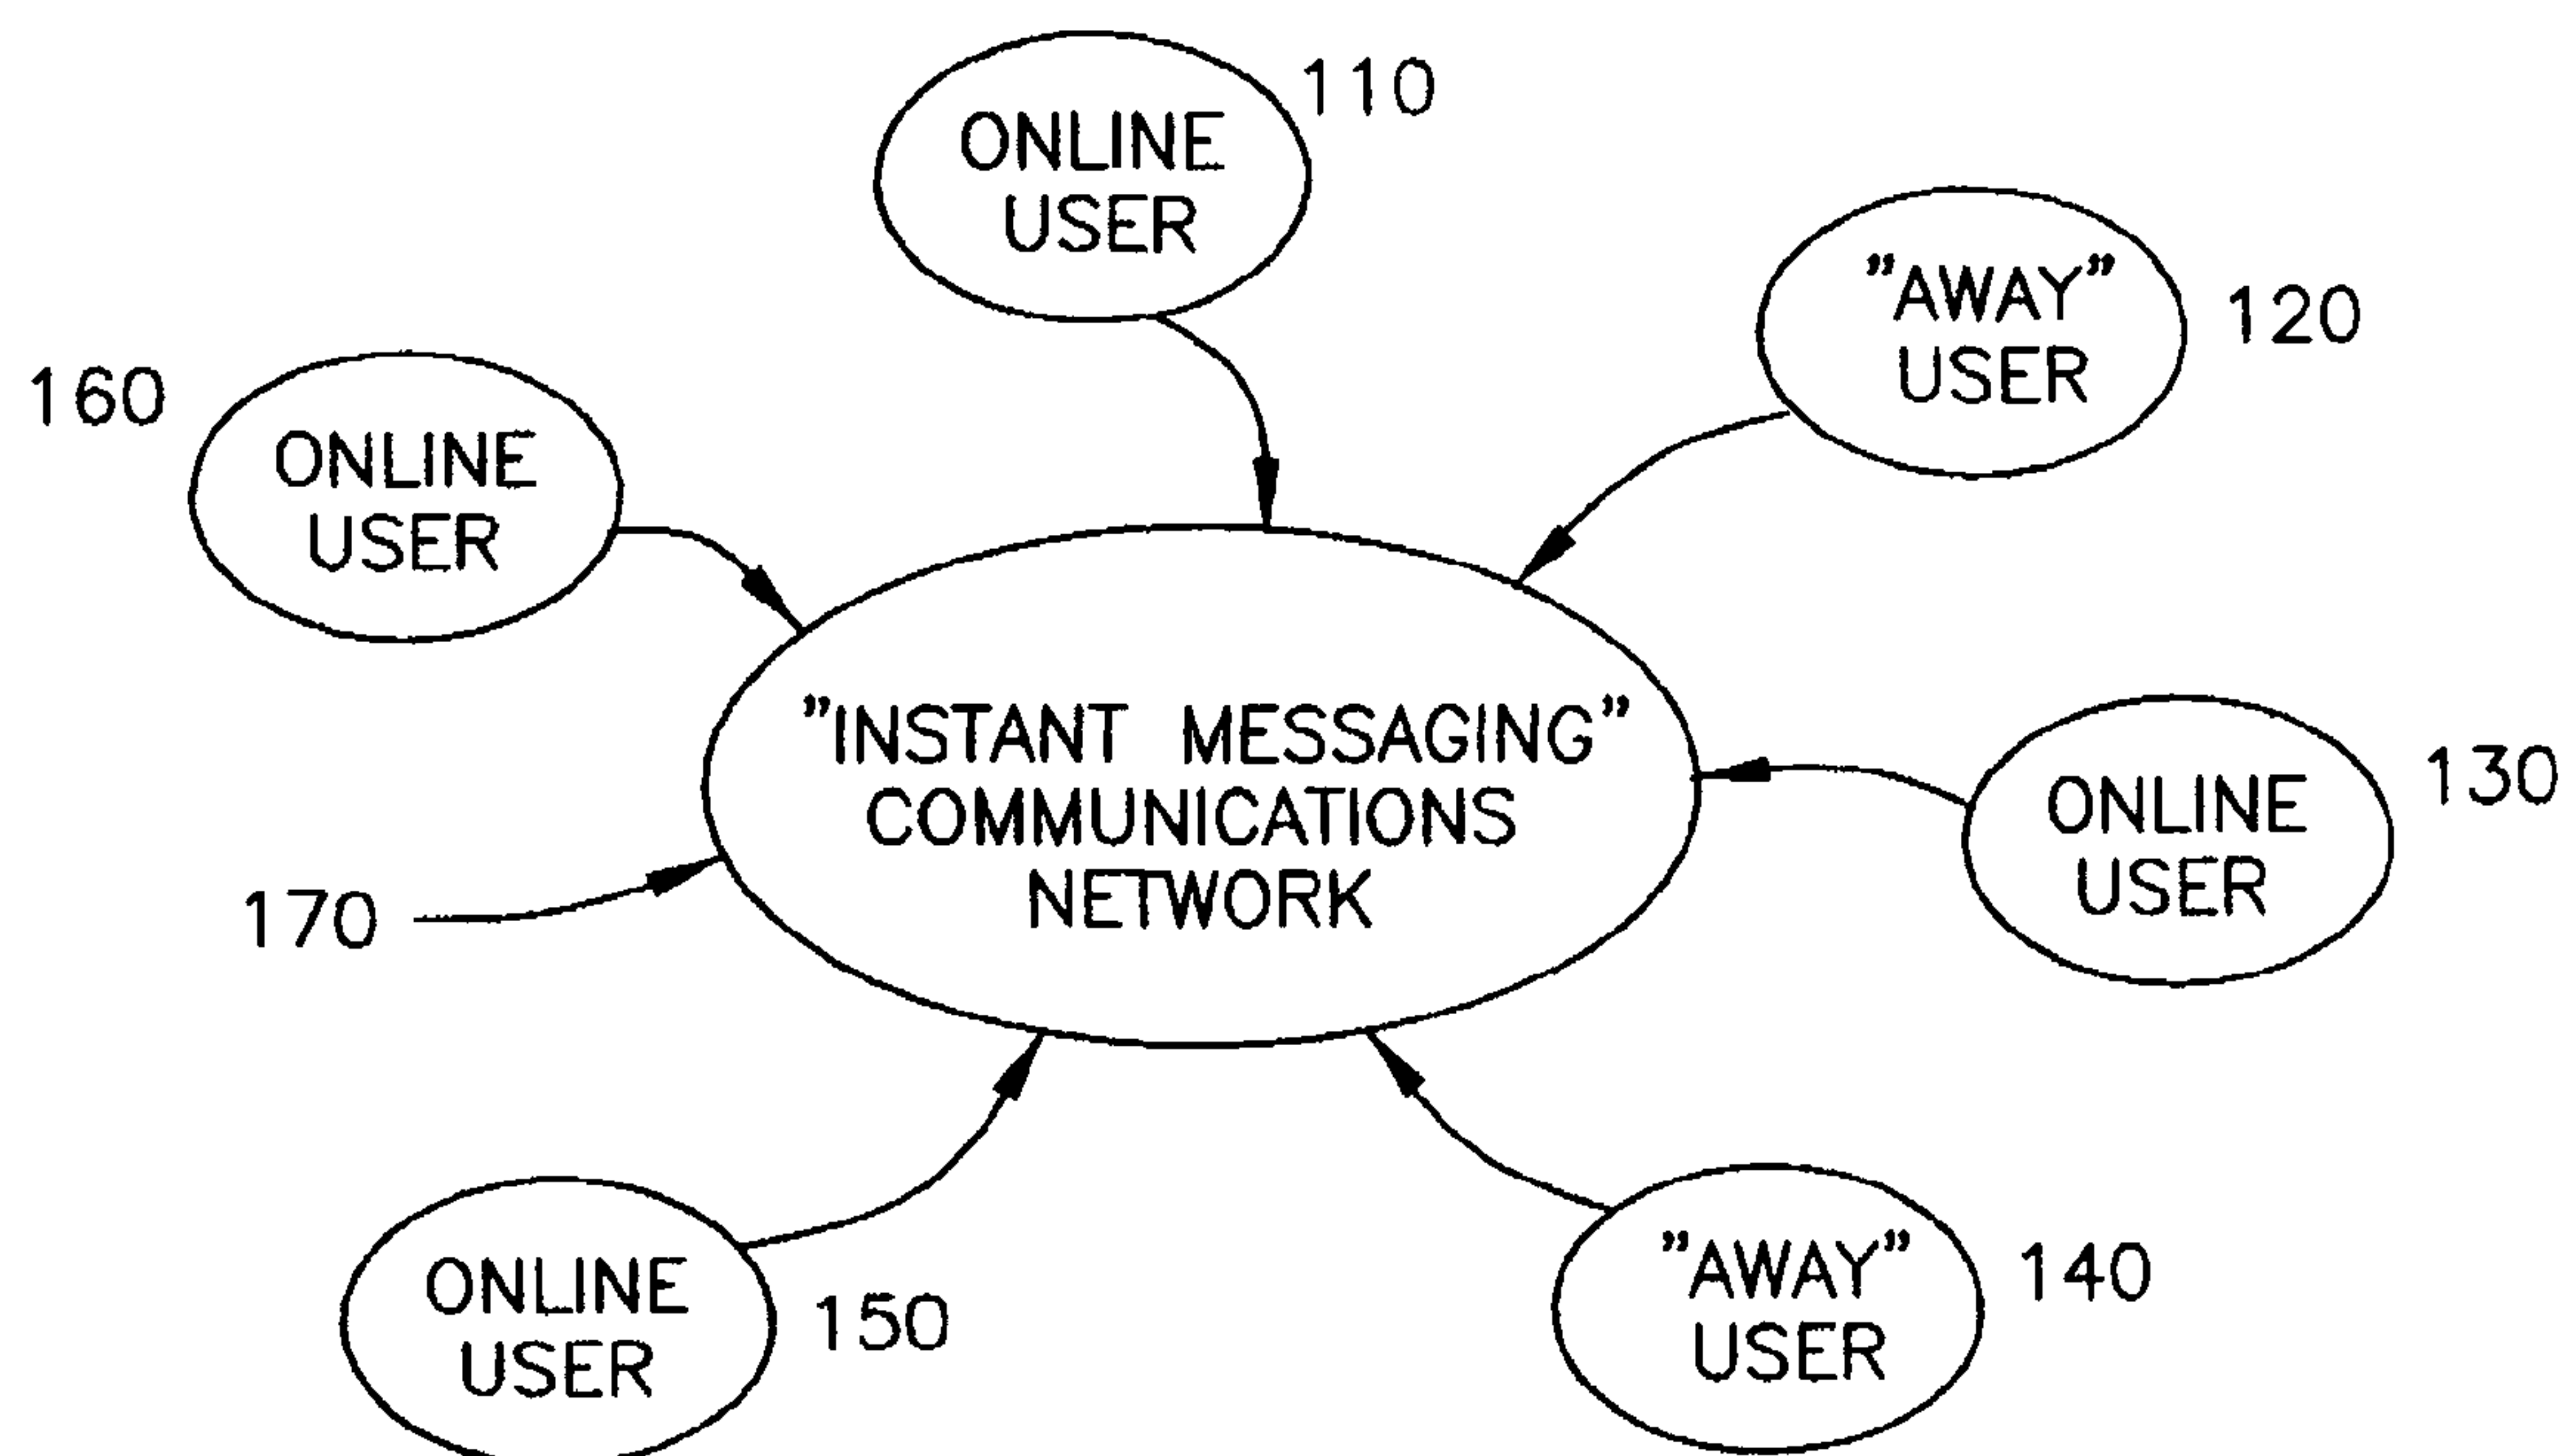 ONLINE
USER
110
"AWAY"
USER
120
160
ONLINE
USER
"INSTANT MESSAGING"
COMMUNICATIONS
NETWORK
ONLINE
USER
130
170
ONLINE
USER
150
"AWAY"
USER
140